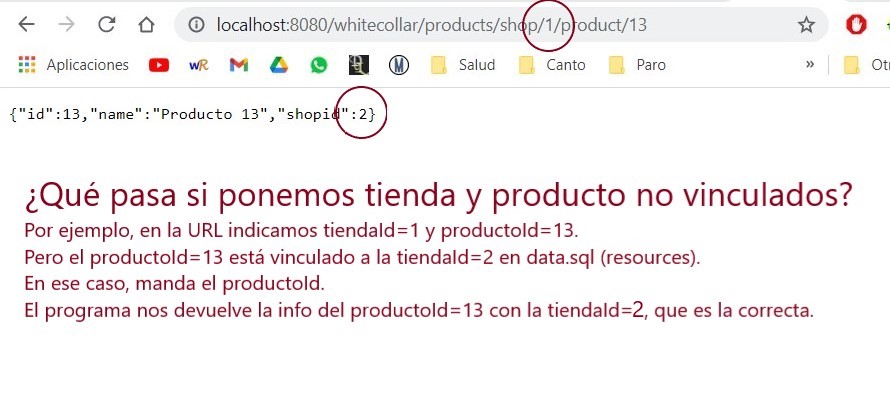 localhost:8080/whitecollar/products/shop/1/product/13
Aplicaciones wR M Salud Canto Paro » Ot
{"id":13,"name":"Producto 13","shopid":2}
¿Qué pasa si ponemos tienda y producto no vinculados?
Por ejemplo, en la URL indicamos tiendaId=1 y productoId=13.
Pero el productoId=13 está vinculado a la tiendaId=2 en data.sql (resources).
En ese caso, manda el productoId.
El programa nos devuelve la info del productoId=13 con la tiendaId=2, que es la correcta.